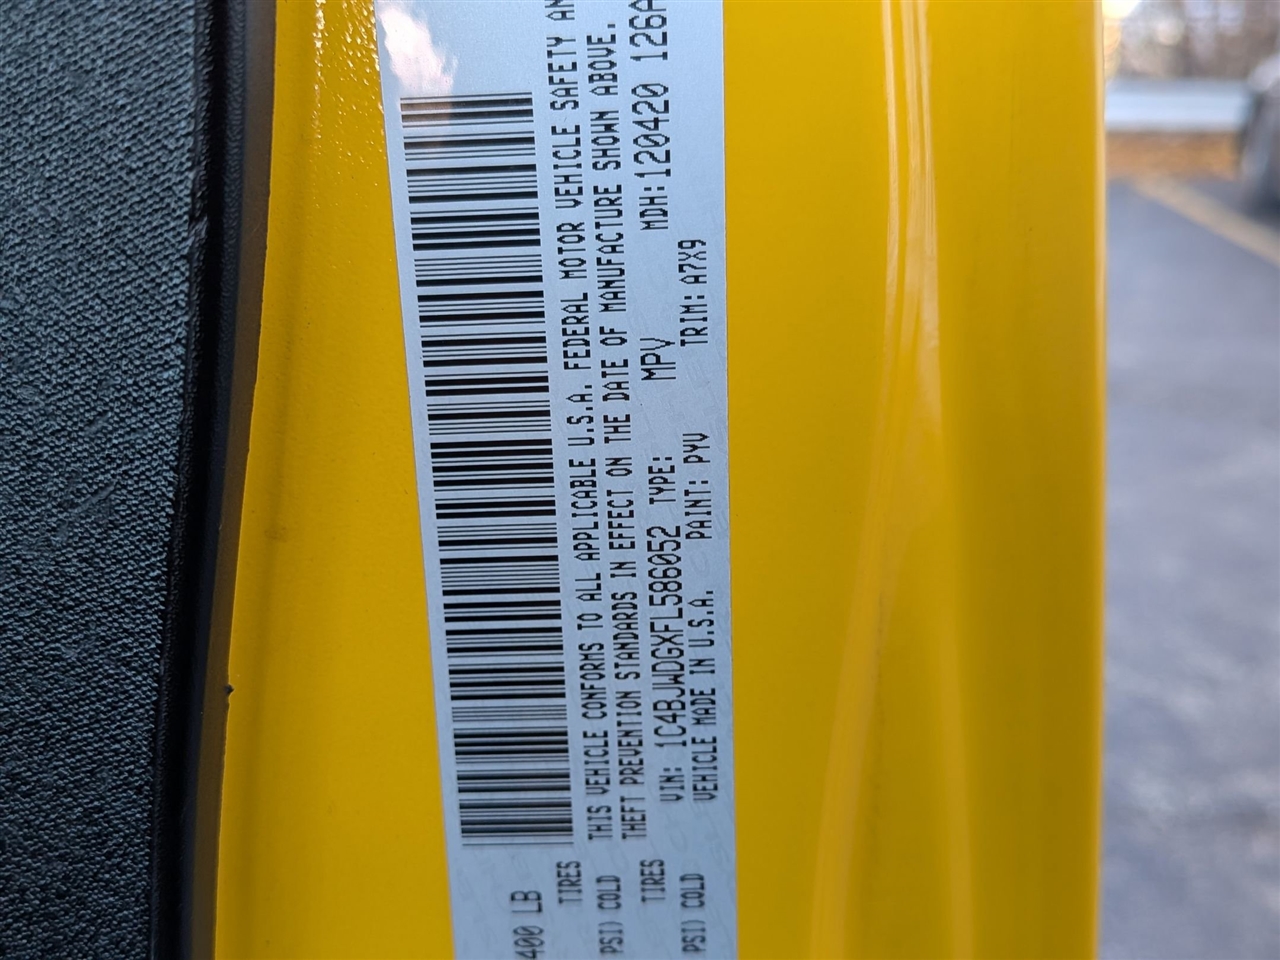 400 LB
TIRES
PSI) COLD
TIRES
PSI) COLD
THIS VEHICLE CONFORMS TO ALL APPLICABLE U.S.A. FEDERAL MOTOR VEHICLE SAFETY AN
THEFT PREVENTION STANDARDS IN EFFECT ON THE DATE OF MANUFACTURE SHOWN ABOVE.
VIN: 1C4BJWDGXFL586052 TYPE: MPV MDH:120420 126A
VEHICLE MADE IN U.S.A. PAINT: PYV TRIM: A7X9